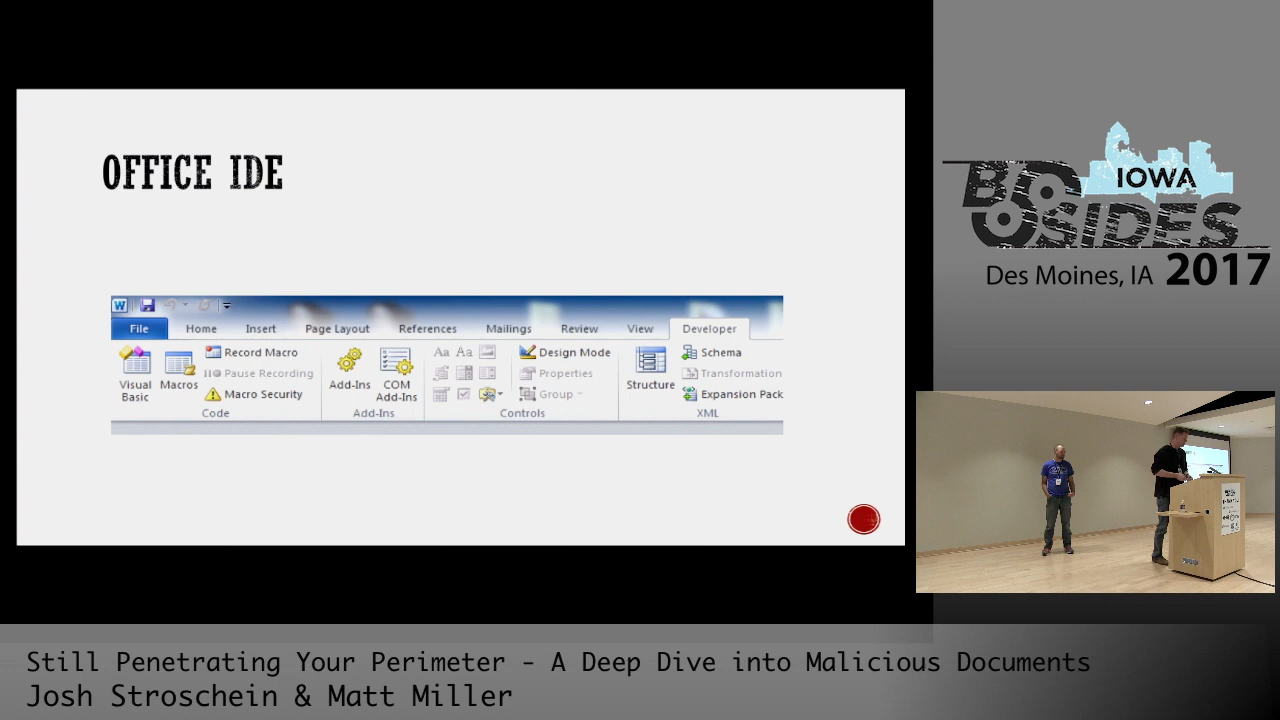 OFFICE IDE
W
File Home Insert Page Layout References Mailings Review View Developer
Visual Basic
Macros
Record Macro
Pause Recording
Macro Security
Code
Add-Ins
COM Add-Ins
Add-Ins
Aa Aa
Design Mode
Properties
Group
Controls
Structure
Schema
Transformation
Expansion Pack
XML
IOWA
BSIDES
Des Moines, IA 2017
Still Penetrating Your Perimeter - A Deep Dive into Malicious Documents
Josh Stroschein & Matt Miller